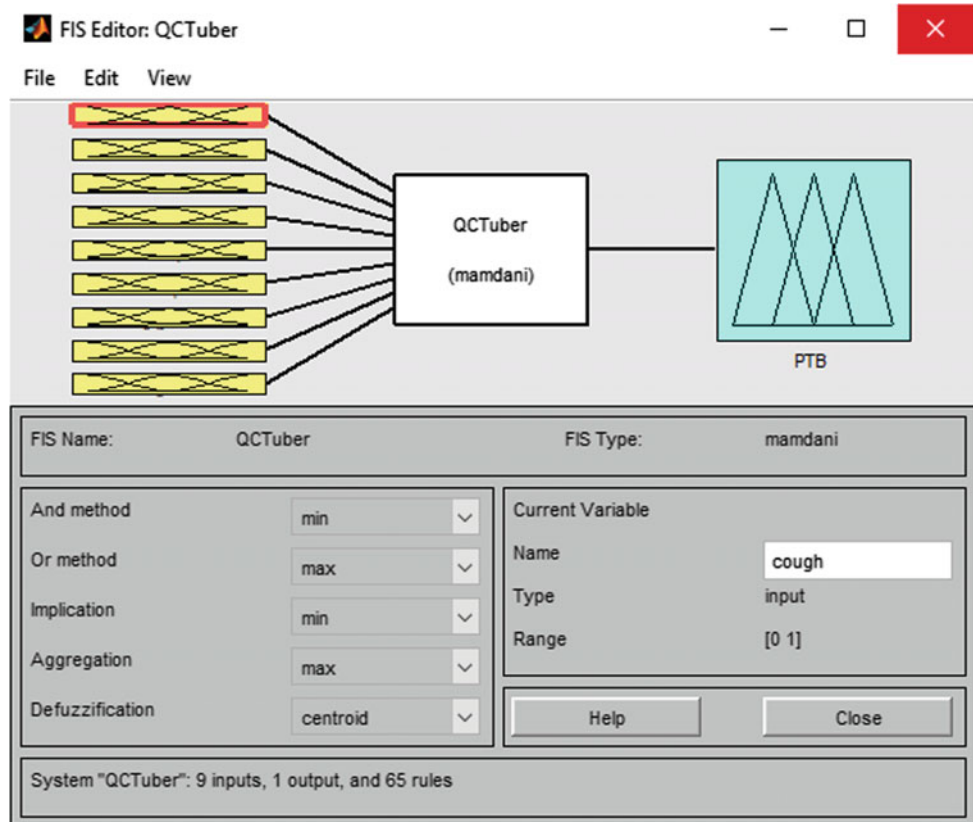 FIS Editor: QCTuber
File Edit View
QCTuber
(mamdani)
PTB
FIS Name: QCTuber FIS Type: mamdani
And method min
Or method max
Implication min
Aggregation max
Defuzzification centroid
Current Variable
Name cough
Type input
Range [0 1]
Help Close
System "QCTuber": 9 inputs, 1 output, and 65 rules